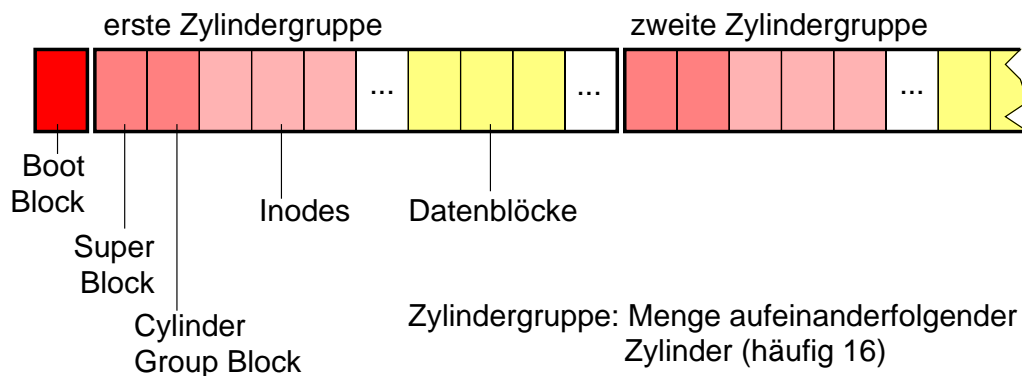 erste Zylindergruppe
zweite Zylindergruppe
...
...
...
Boot
Block
Inodes
Datenblöcke
Super
Block
Cylinder
Group Block
Zylindergruppe: Menge aufeinanderfolgender
Zylinder (häufig 16)